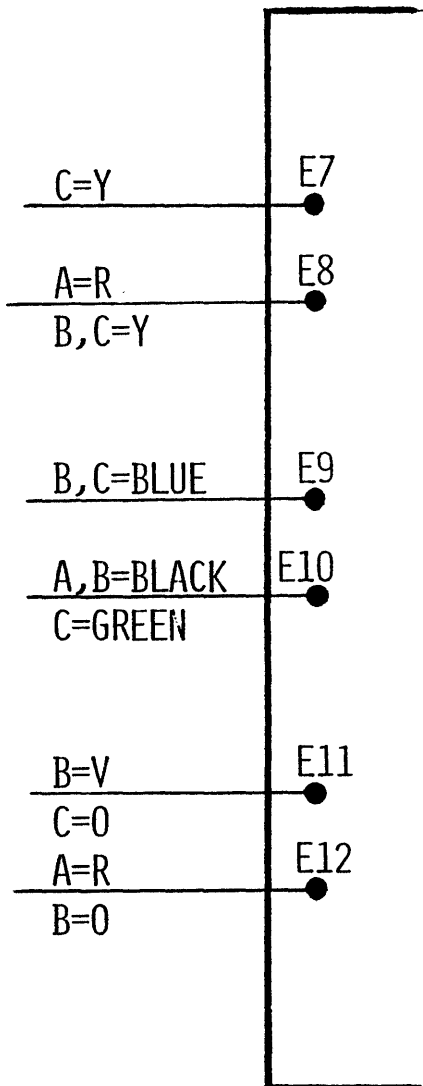 C=Y
E7
A=R
E8
B,C=Y
B,C=BLUE
E9
A,B=BLACK
E10
C=GREEN
B=V
E11
C=O
A=R
E12
B=O